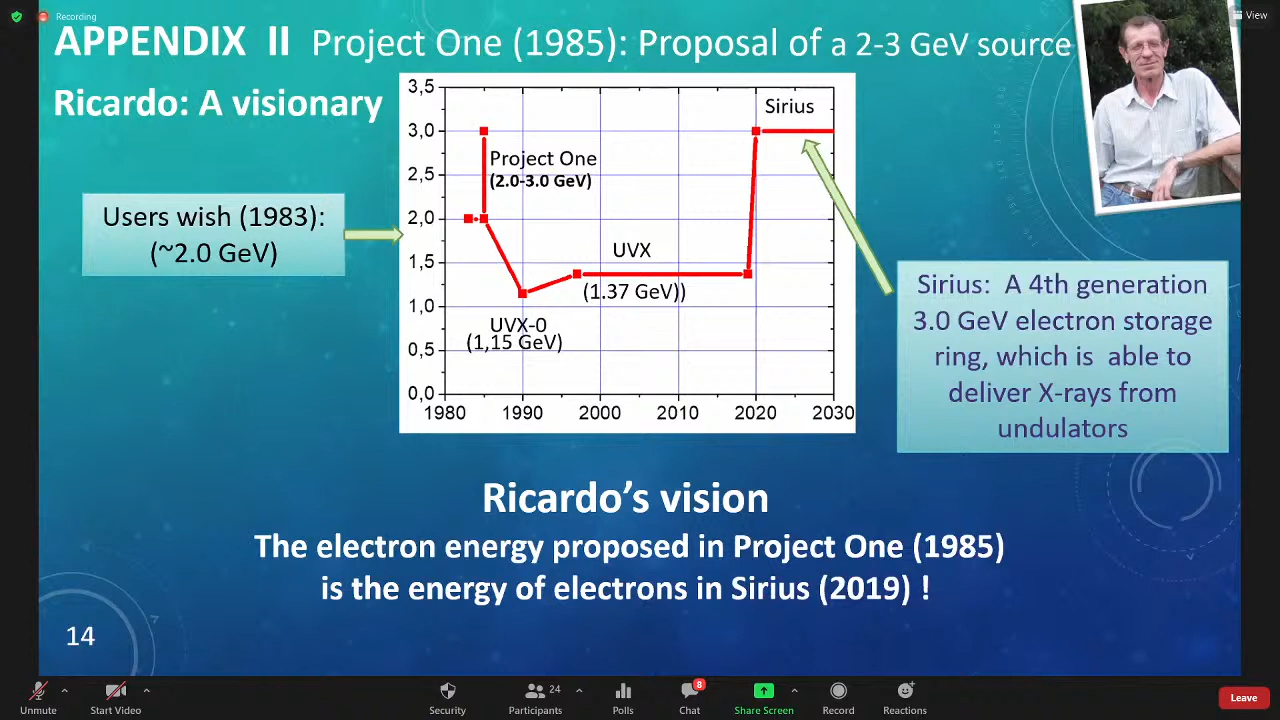 Recording
View
APPENDIX II Project One (1985): Proposal of a 2-3 GeV source
Ricardo: A visionary
3,5
3,0
2,5
2,0
1,5
1,0
0,5
0,0
1980 1990 2000 2010 2020 2030
Sirius
Project One
(2.0-3.0 GeV)
UVX
(1.37 GeV))
UVX-0
(1,15 GeV)
Users wish (1983):
(~2.0 GeV)
Sirius: A 4th generation
3.0 GeV electron storage
ring, which is able to
deliver X-rays from
undulators
Ricardo’s vision
The electron energy proposed in Project One (1985)
is the energy of electrons in Sirius (2019) !
14
Unmute
Start Video
Security
24
Participants
Polls
8
Chat
Share Screen
Record
Reactions
Leave